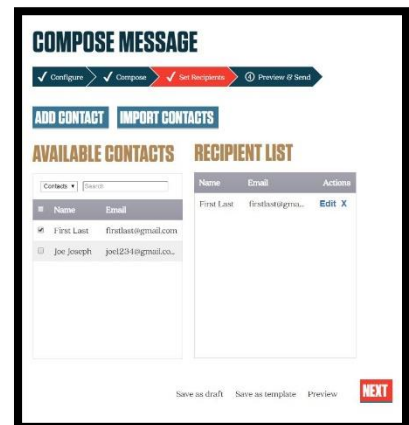 COMPOSE MESSAGE
✓ Configure ✓ Compose ✓ Set Recipients ④ Preview & Send
ADD CONTACT IMPORT CONTACTS
AVAILABLE CONTACTS
Contacts ▾ Search
Name Email
First Last firstlast@gmail.com
Joe Joseph joe1234@gmail.co...
RECIPIENT LIST
Name Email Actions
First Last firstlast@gma... Edit X
Save as draft Save as template Preview NEXT